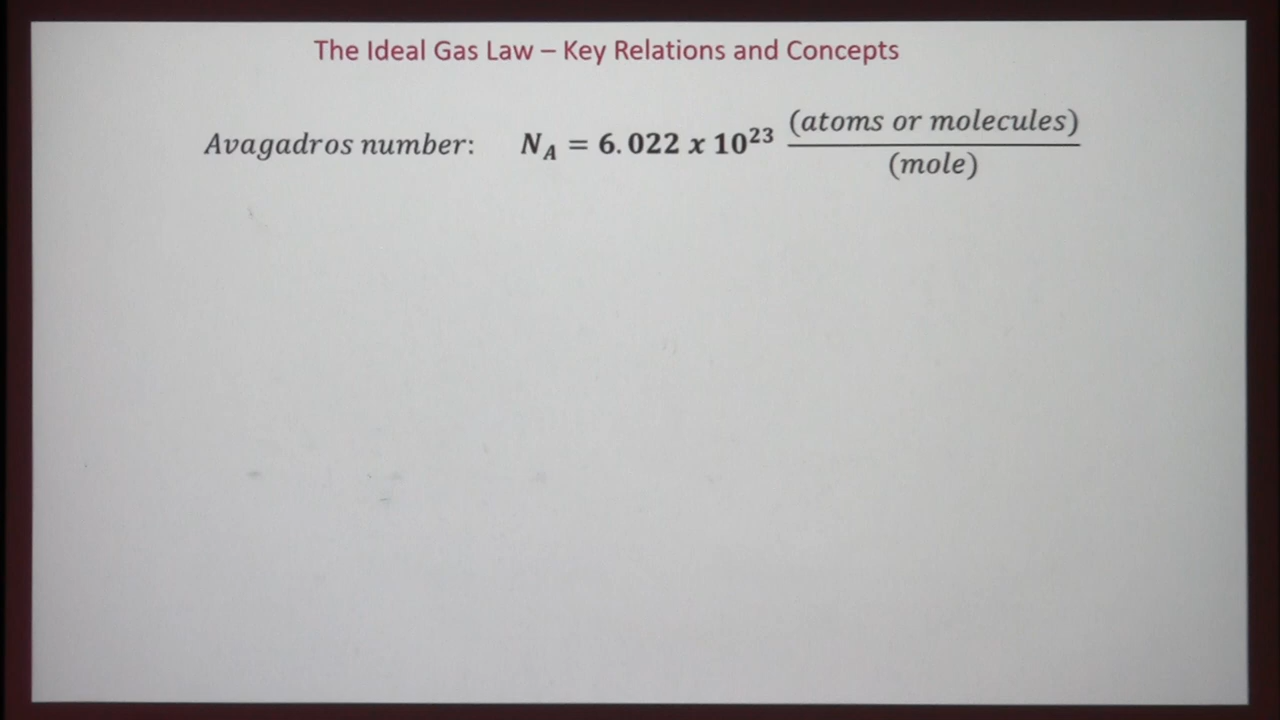 The Ideal Gas Law – Key Relations and Concepts
Avagadros number: N_A = 6.022 x 10^23 (atoms or molecules)
(mole)